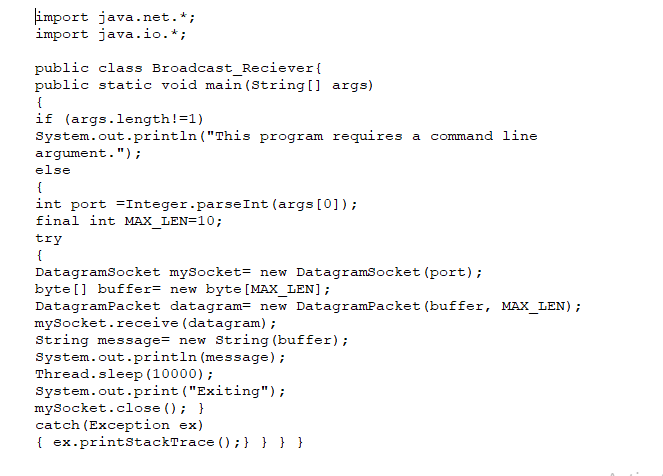 import java.net.*;
import java.io.*;

public class Broadcast_Reciever{
public static void main(String[] args)
{
if (args.length!=1)
System.out.println("This program requires a command line
argument.");
else
{
int port =Integer.parseInt(args[0]);
final int MAX_LEN=10;
try
{
DatagramSocket mySocket= new DatagramSocket(port);
byte[] buffer= new byte[MAX_LEN];
DatagramPacket datagram= new DatagramPacket(buffer, MAX_LEN);
mySocket.receive(datagram);
String message= new String(buffer);
System.out.println(message);
Thread.sleep(10000);
System.out.print("Exiting");
mySocket.close(); }
catch(Exception ex)
{ ex.printStackTrace();} } } }